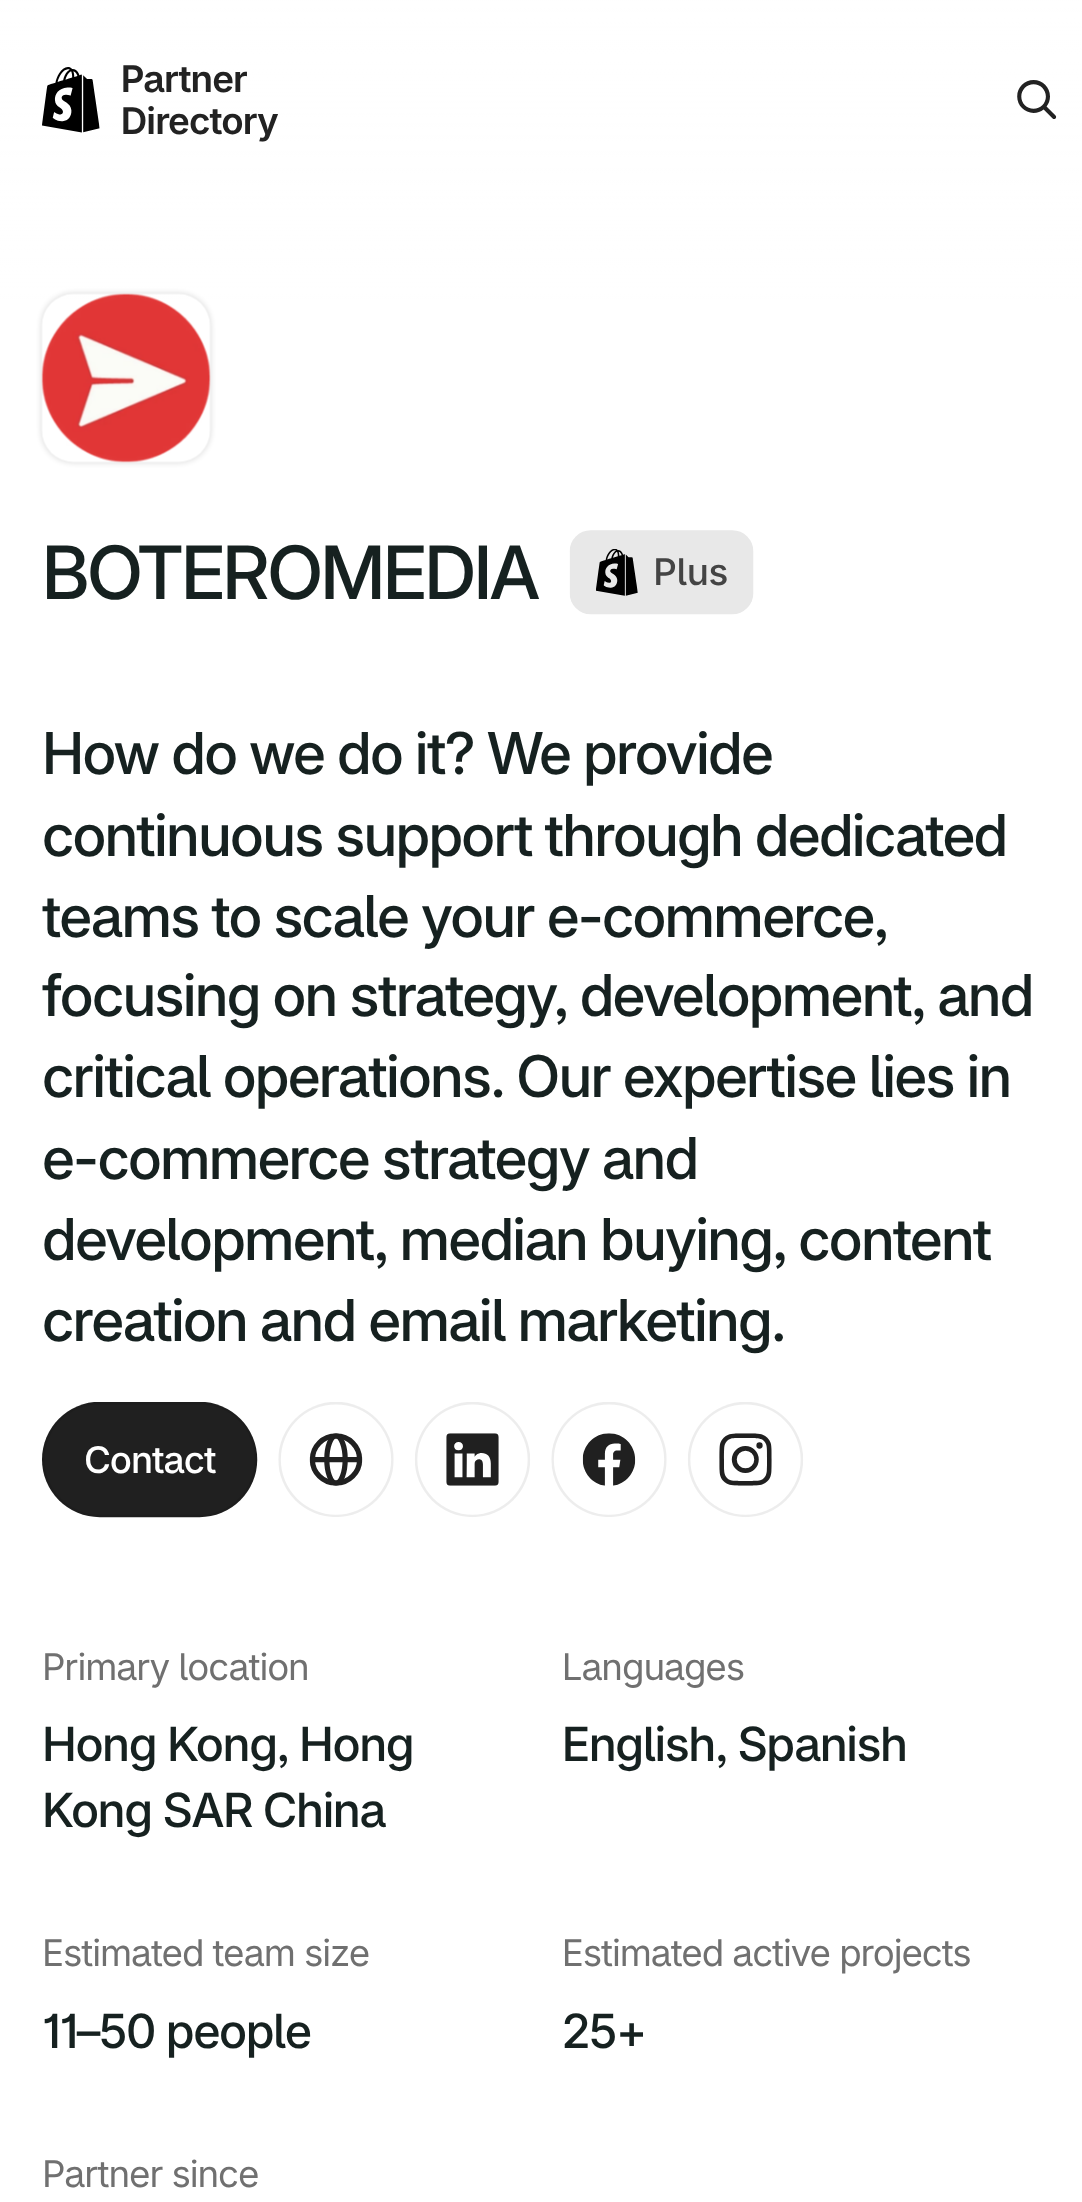 Partner
Directory
BOTEROMEDIA
Plus
How do we do it? We provide
continuous support through dedicated
teams to scale your e-commerce,
focusing on strategy, development, and
critical operations. Our expertise lies in
e-commerce strategy and
development, median buying, content
creation and email marketing.
Contact
Primary location
Languages
Hong Kong, Hong
Kong SAR China
English, Spanish
Estimated team size
Estimated active projects
11–50 people
25+
Partner since